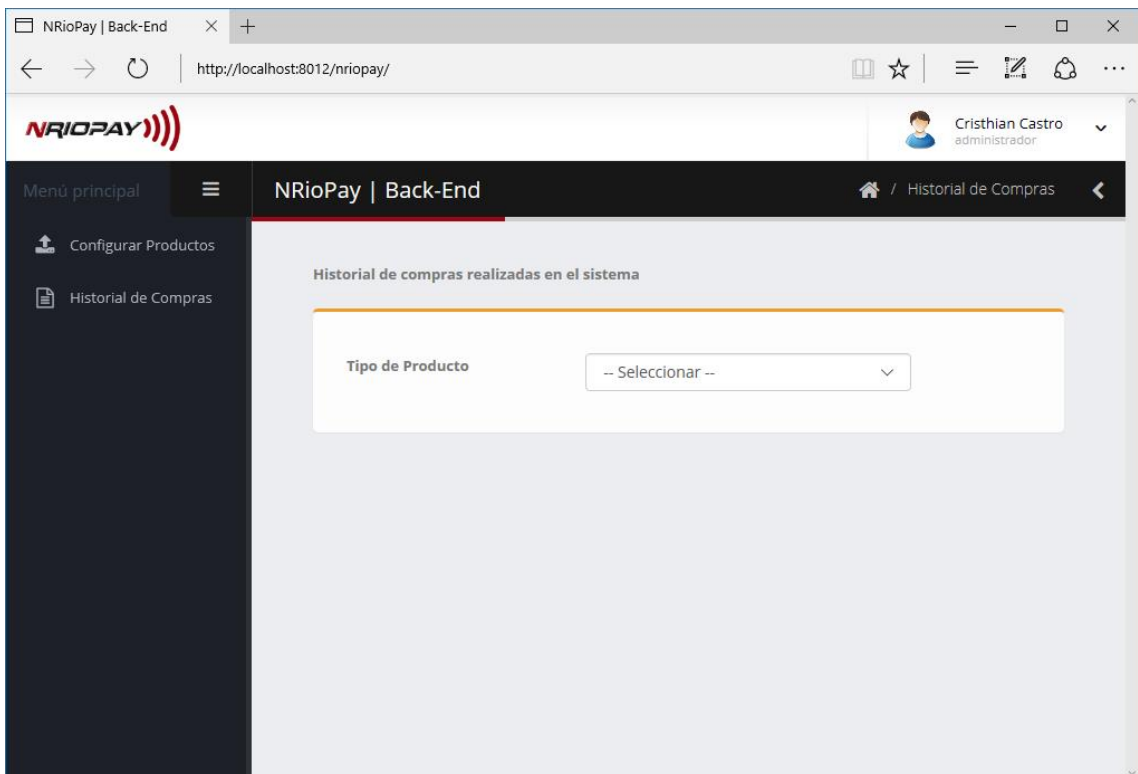 NRioPay | Back-End
http://localhost:8012/nriopay/
NRIOPAY
Cristhian Castro
administrador
Menú principal
NRioPay | Back-End
/ Historial de Compras
Configurar Productos
Historial de Compras
Historial de compras realizadas en el sistema
Tipo de Producto
-- Seleccionar --